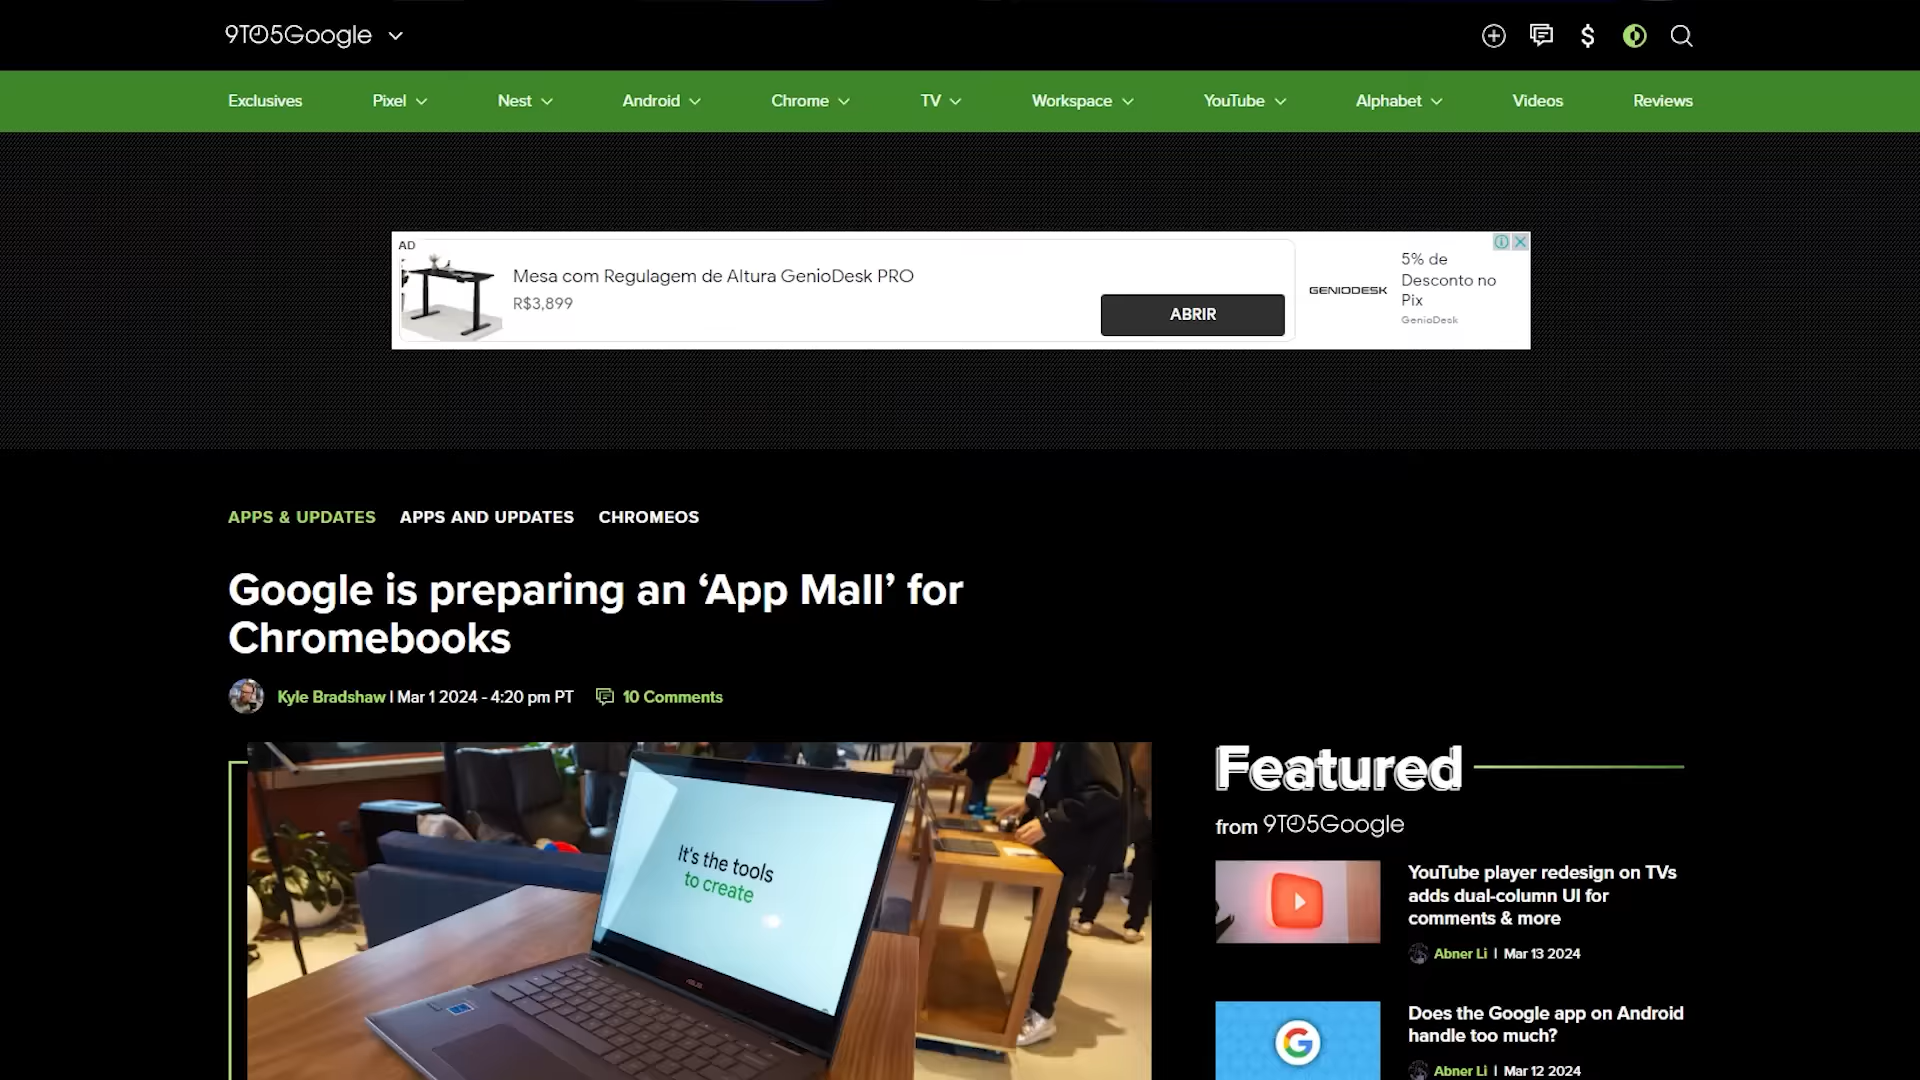 9TO5Google
Exclusives Pixel Nest Android Chrome TV Workspace YouTube Alphabet Videos Reviews
AD
Mesa com Regulagem de Altura GenioDesk PRO
R$3,899
ABRIR
GENIODESK
5% de
Desconto no
Pix
GenioDesk
APPS & UPDATES APPS AND UPDATES CHROMEOS
Google is preparing an ‘App Mall’ for
Chromebooks
Kyle Bradshaw | Mar 1 2024 - 4:20 pm PT 10 Comments
It's the tools
to create
ASUS
Featured
from 9TO5Google
YouTube player redesign on TVs
adds dual-column UI for
comments & more
Abner Li | Mar 13 2024
Does the Google app on Android
handle too much?
Abner Li | Mar 12 2024